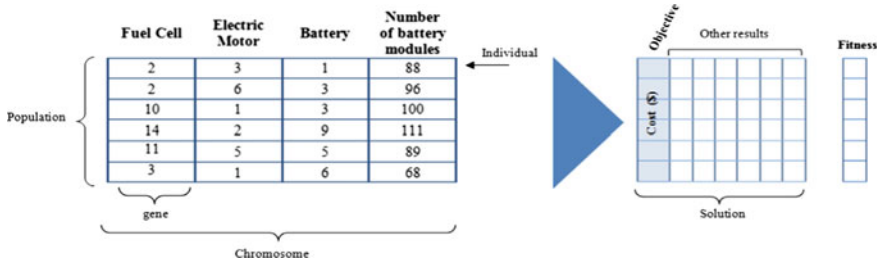 Fuel Cell Electric Motor Battery Number of battery modules
2 3 1 88
2 6 3 96
10 1 3 100
14 2 9 111
11 5 5 89
3 1 6 68
Population
gene
Chromosome
Individual
Objective
Other results
Fitness
Cost ($)
Solution